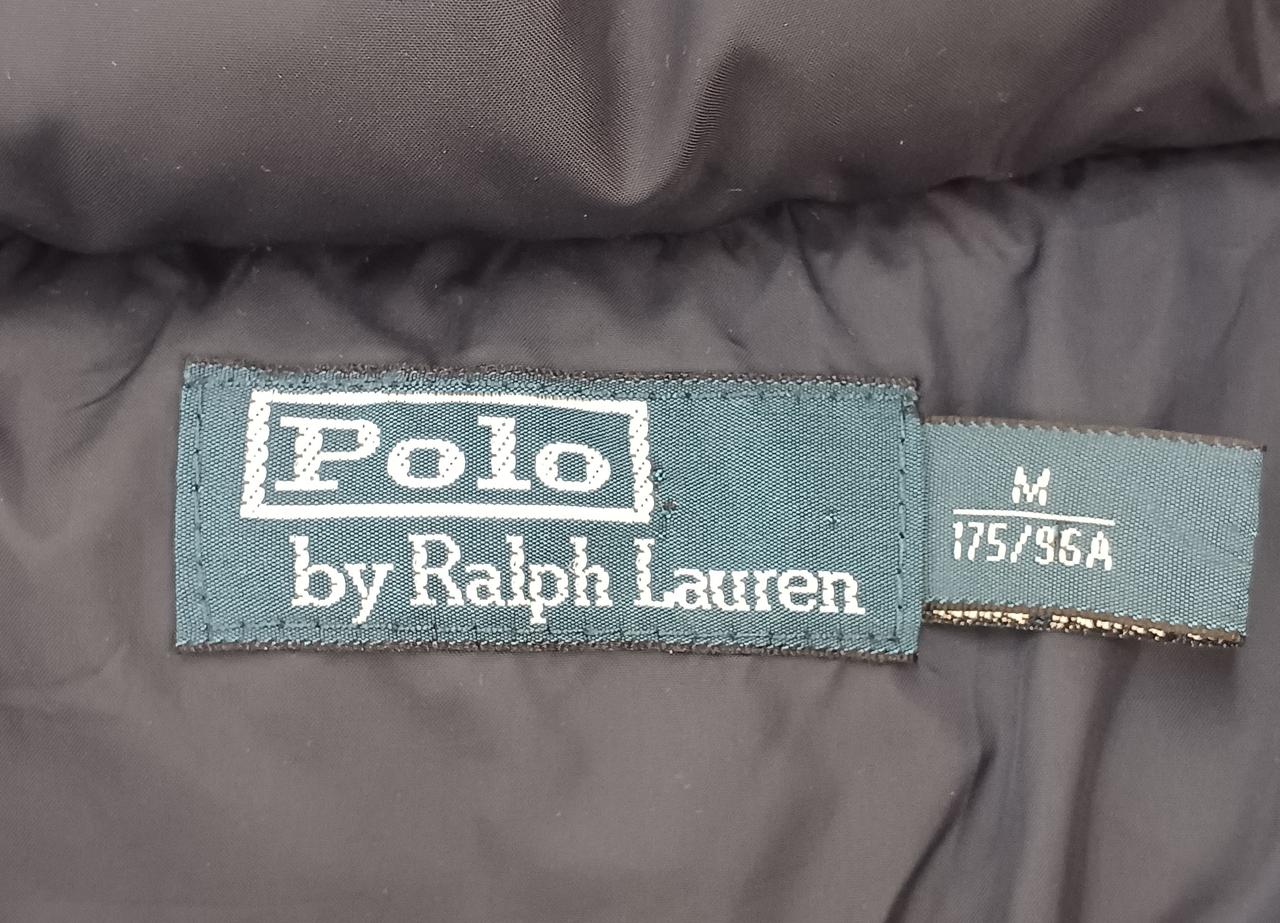 Polo
by Ralph Lauren
M
175/96A